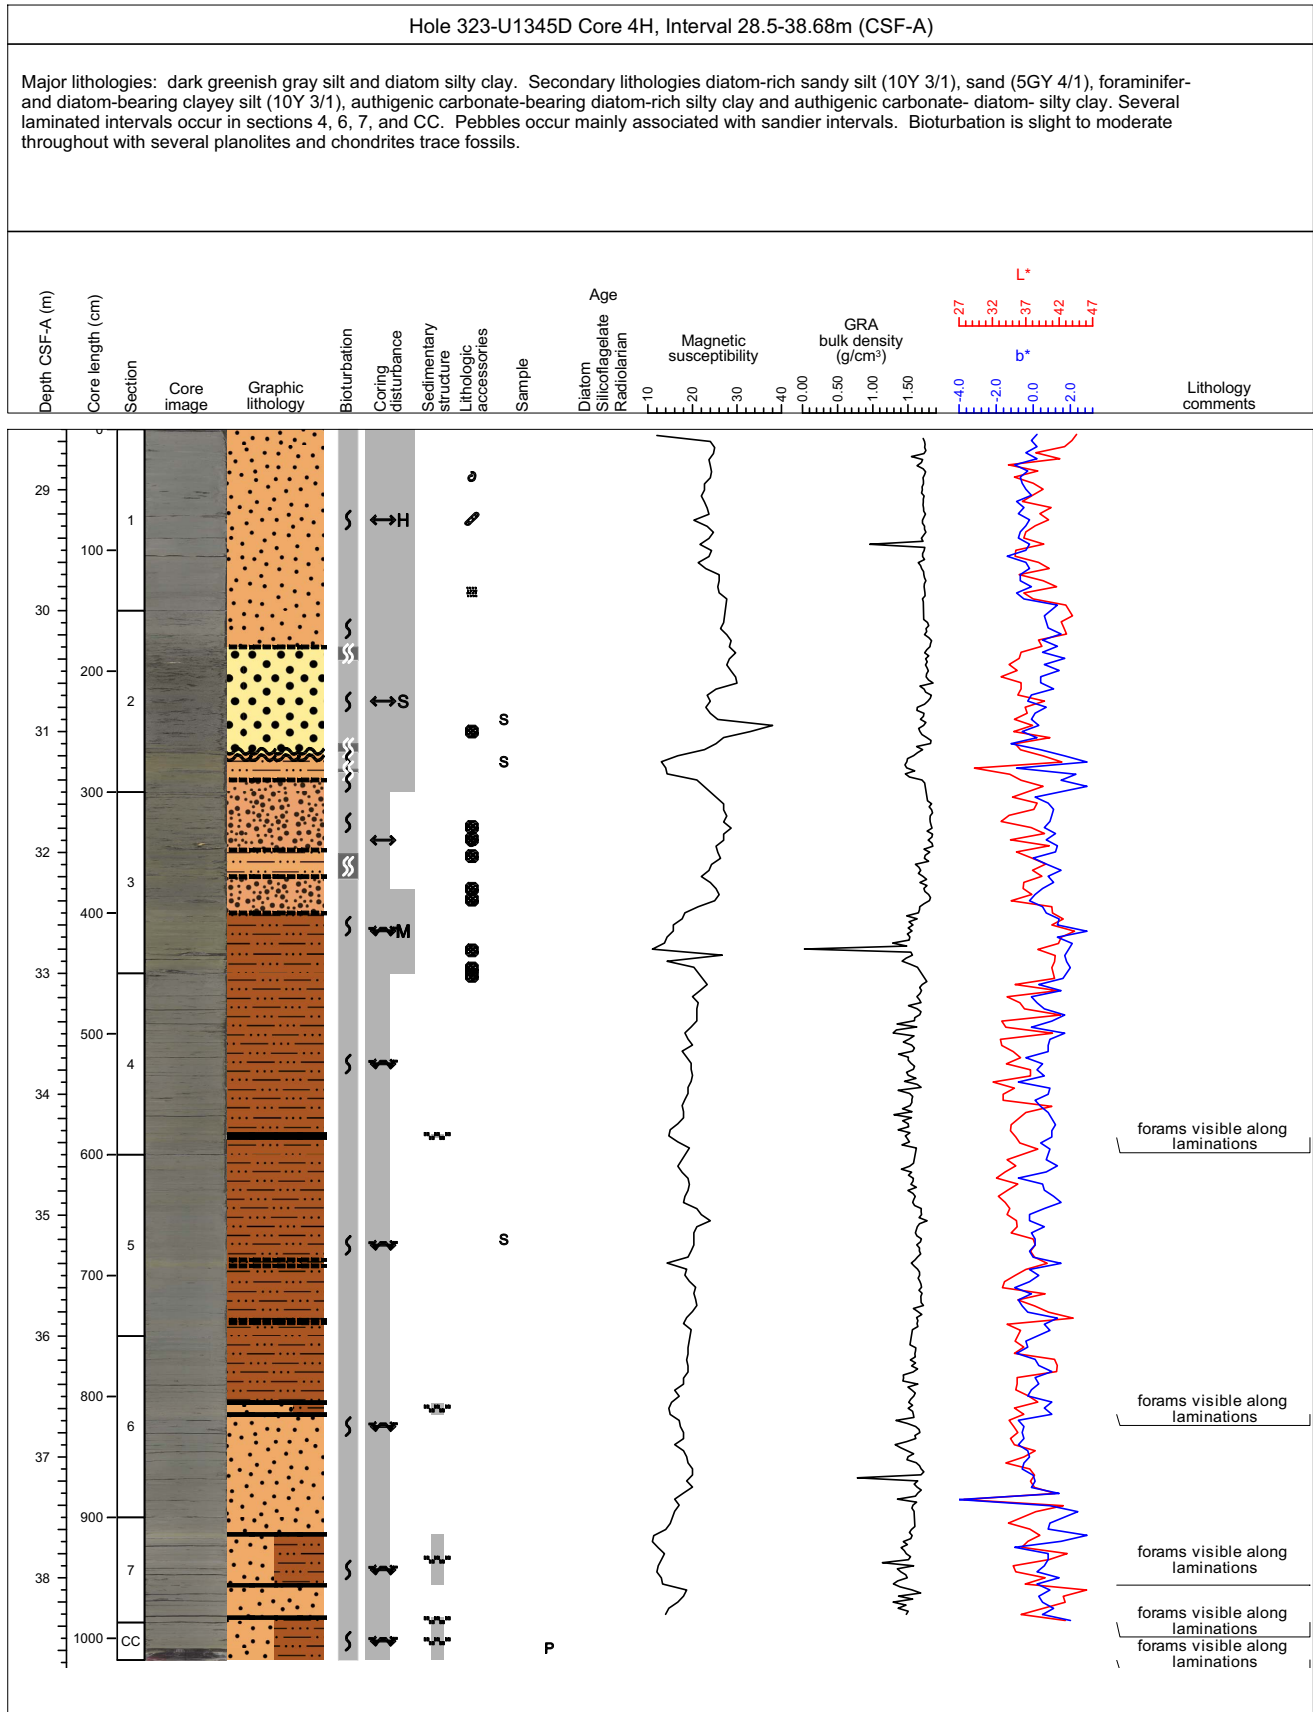 Hole 323-U1345D Core 4H, Interval 28.5-38.68m (CSF-A)
Major lithologies: dark greenish gray silt and diatom silty clay. Secondary lithologies diatom-rich sandy silt (10Y 3/1), sand (5GY 4/1), foraminifer-
and diatom-bearing clayey silt (10Y 3/1), authigenic carbonate-bearing diatom-rich silty clay and authigenic carbonate- diatom- silty clay. Several
laminated intervals occur in sections 4, 6, 7, and CC. Pebbles occur mainly associated with sandier intervals. Bioturbation is slight to moderate
throughout with several planolites and chondrites trace fossils.
Depth CSF-A (m)
Core length (cm)
Section
Core
image
Graphic
lithology
Bioturbation
Coring
disturbance
Sedimentary
structure
Lithologic
accessories
Sample
Age
Diatom
Silicoflagelate
Radiolarian
Magnetic
susceptibility
10 20 30 40
GRA
bulk density
(g/cm³)
0.00 0.50 1.00 1.50
L*
27 32 37 42 47
b*
-4.0 -2.0 0.0 2.0
Lithology
comments
29
1
H
100
30
200
2
S
S
31
S
300
32
3
400
M
33
500
4
34
forams visible along
laminations
600
35
5
S
700
36
800
forams visible along
laminations
6
37
900
forams visible along
laminations
7
38
forams visible along
laminations
1000
CC
P
forams visible along
laminations